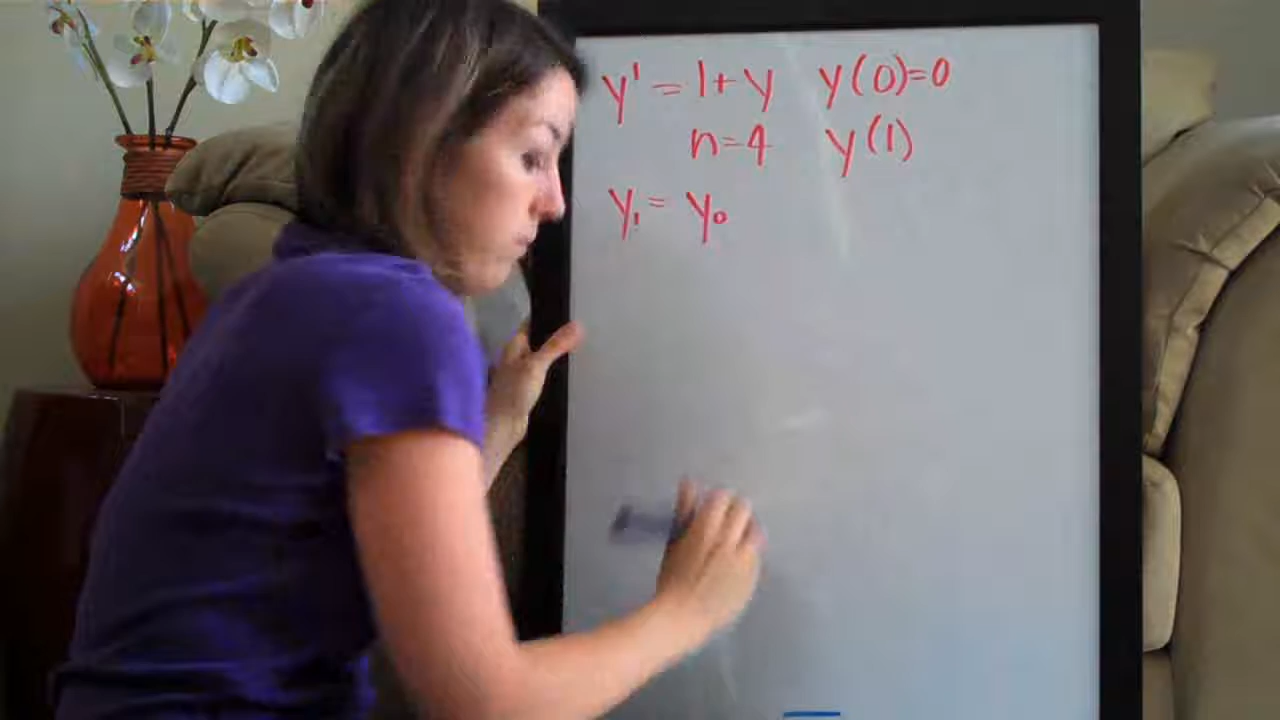 y' = 1 + y y(0)=0
n=4 y(1)
y₁ = y₀